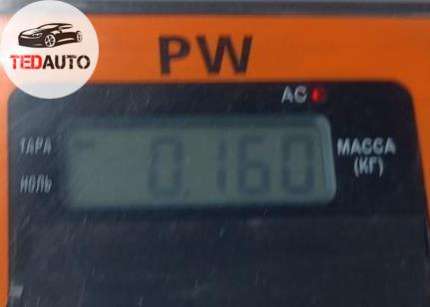 TEDAUTO
PW
AC
ТАРА
НОЛЬ
0.160
МАССА
(КГ)